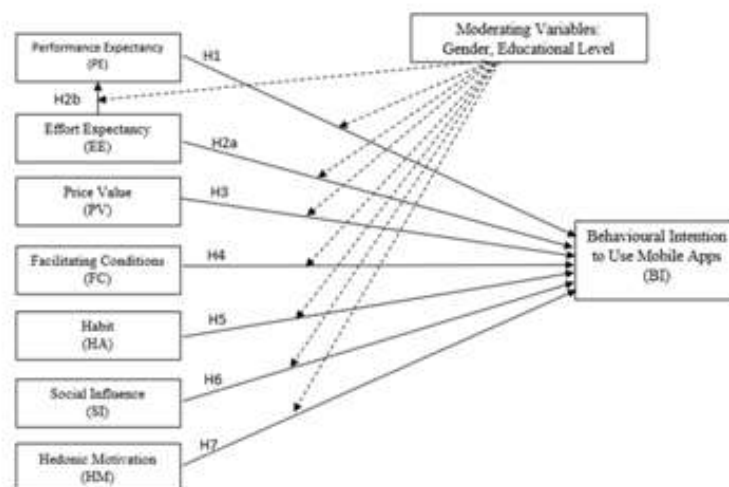 Moderating Variables:
Gender, Educational Level
Performance Expectancy
(PE)
H1
H2b
Effort Expectancy
(EE)
H2a
Price Value
(PV)
H3
Facilitating Conditions
(FC)
H4
Behavioural Intention
to Use Mobile Apps
(BI)
Habit
(HA)
H5
Social Influence
(SI)
H6
Hedonic Motivation
(HM)
H7